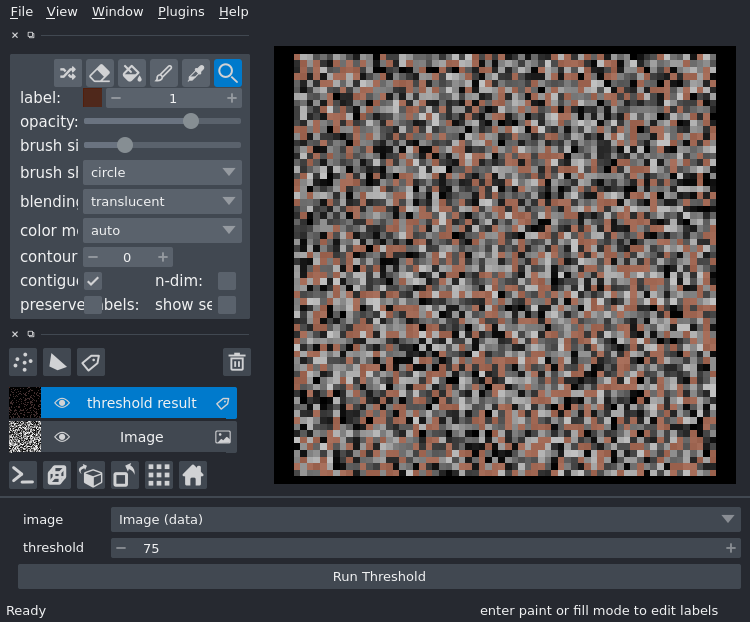 File View Window Plugins Help
label: 1
opacity:
brush si
brush sl circle
blending translucent
color m auto
contour 0
contigu n-dim:
preserve abels: show se
threshold result
Image
image Image (data)
threshold 75
Run Threshold
Ready enter paint or fill mode to edit labels